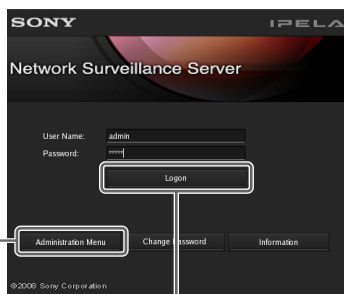 SONY
IPELA
Network Surveillance Server
User Name: admin
Password: *****
Logon
Administration Menu
Change Password
Information
©2008 Sony Corporation